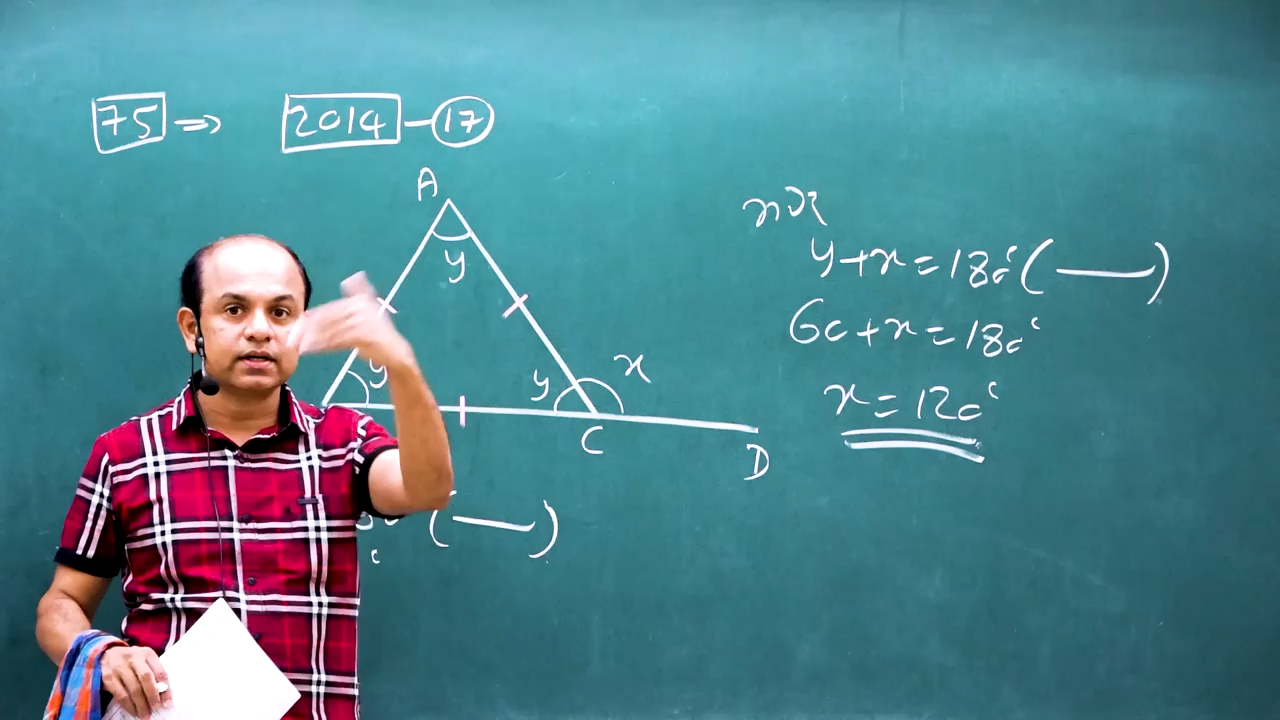 75 ⇒ 2014 - 17
A
y
y
y
x
C
D
y+x=180°(—)
60+x=180°
x=120°
(—)